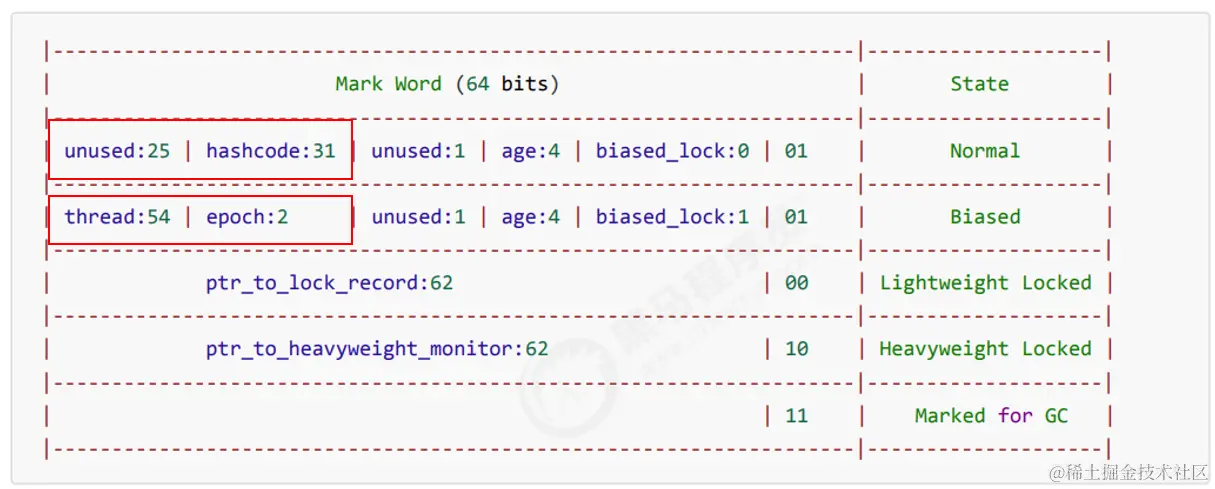 |--------------------------------------------------------------|--------------------|
| Mark Word (64 bits) | State |
|--------------------------------------------------------------|--------------------|
| unused:25 | hashcode:31 | unused:1 | age:4 | biased_lock:0 | 01 | Normal |
|--------------------------------------------------------------|--------------------|
| thread:54 | epoch:2 | unused:1 | age:4 | biased_lock:1 | 01 | Biased |
|--------------------------------------------------------------|--------------------|
| ptr_to_lock_record:62 | 00 | Lightweight Locked |
|--------------------------------------------------------------|--------------------|
| ptr_to_heavyweight_monitor:62 | 10 | Heavyweight Locked |
|--------------------------------------------------------------|--------------------|
| | 11 | Marked for GC |
|--------------------------------------------------------------|--------------------|
@稀土掘金技术社区